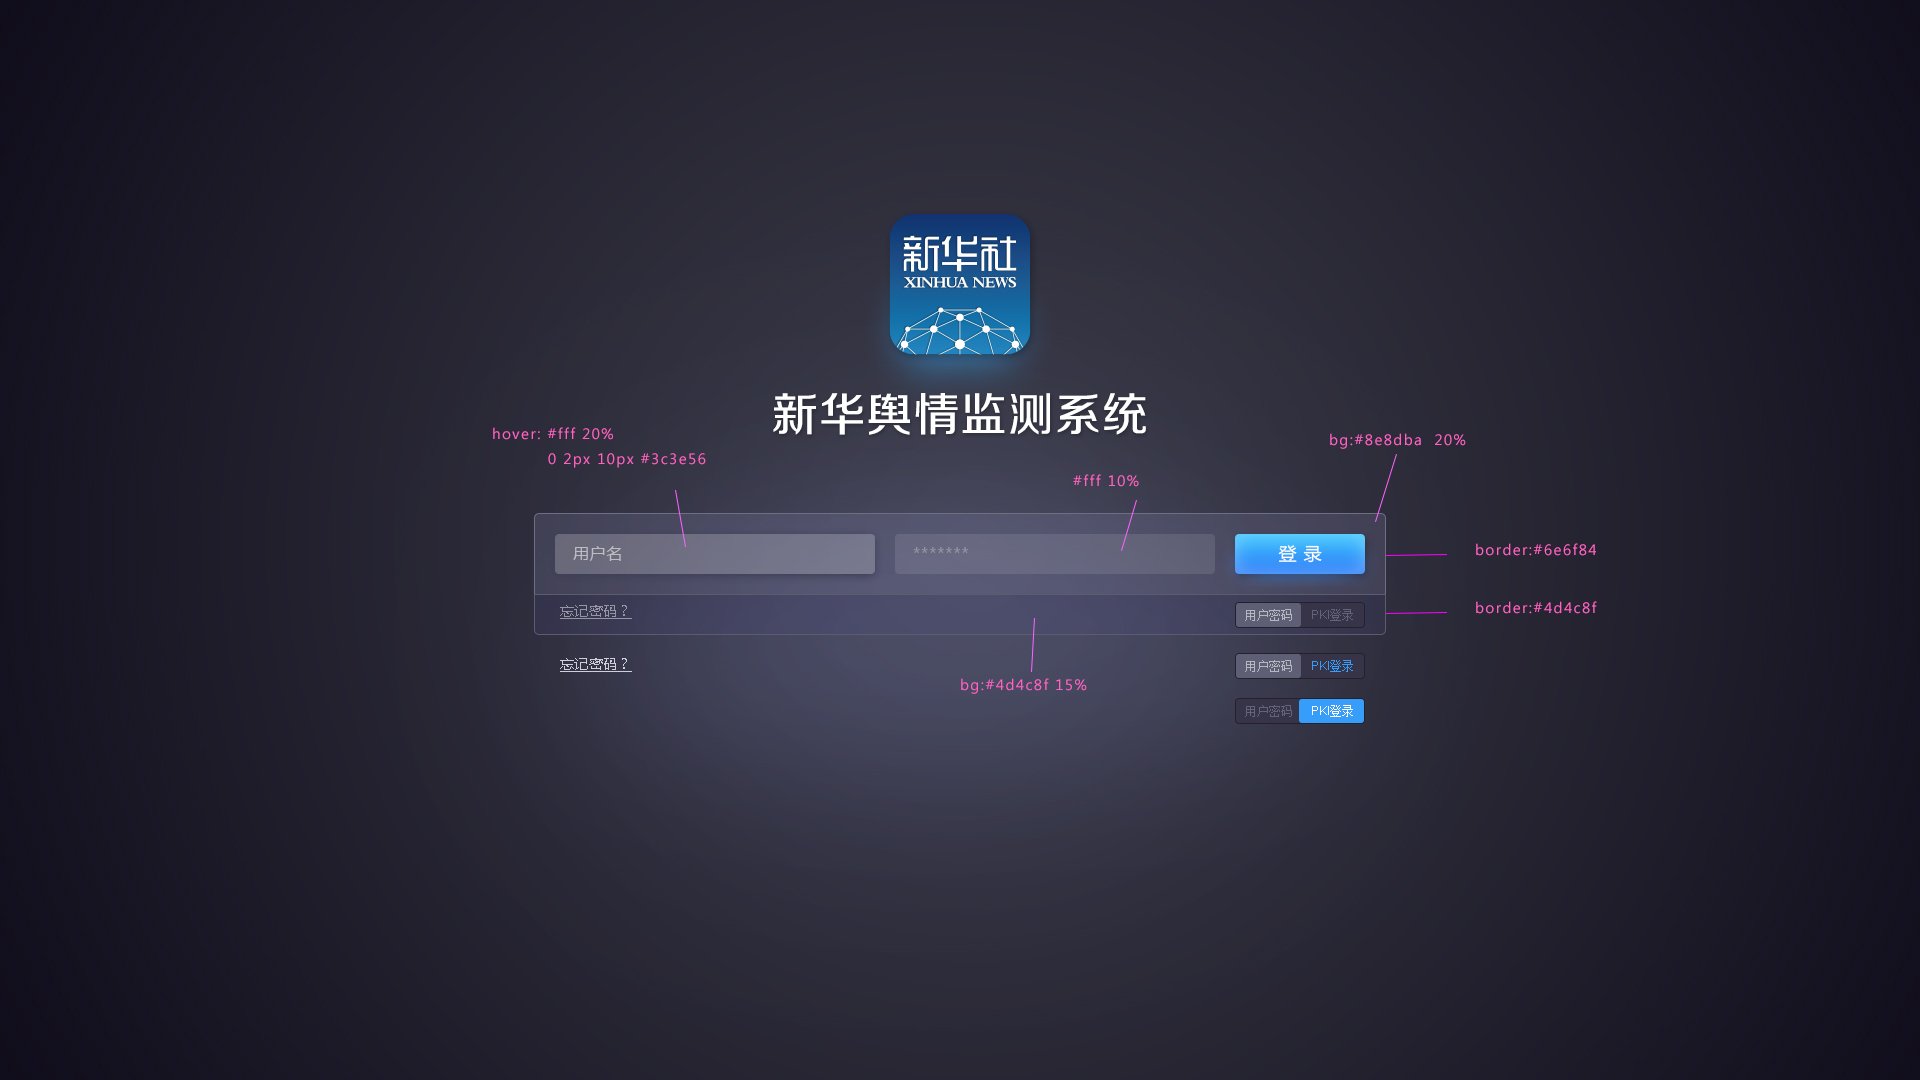 新华社
XINHUA NEWS
新华舆情监测系统
hover: #fff 20%
0 2px 10px #3c3e56
bg:#8e8dba 20%
#fff 10%
用户名
*******
登 录
border:#6e6f84
忘记密码？
用户密码 PKI登录
border:#4d4c8f
忘记密码？
用户密码 PKI登录
bg:#4d4c8f 15%
用户密码 PKI登录